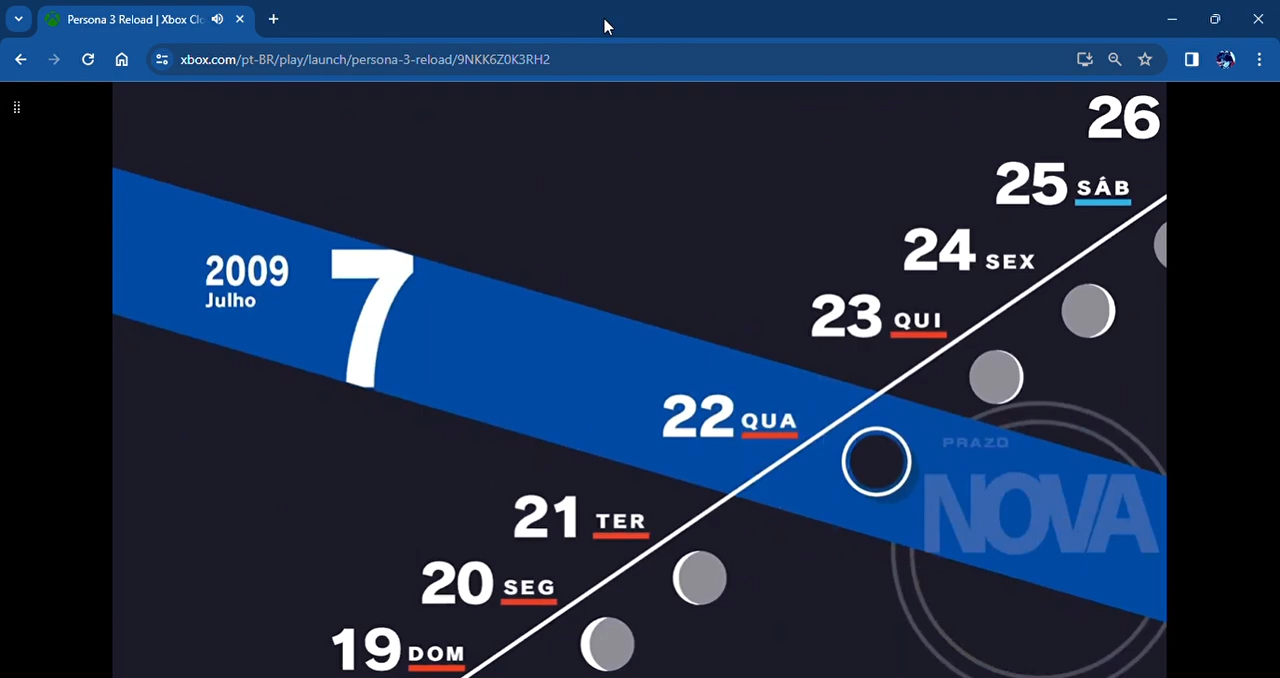 Persona 3 Reload | Xbox Clo
xbox.com/pt-BR/play/launch/persona-3-reload/9NKK6Z0K3RH2
26
25 SÁB
24 SEX
23 QUI
2009
Julho
7
22 QUA
PRAZO
NOVA
21 TER
20 SEG
19 DOM